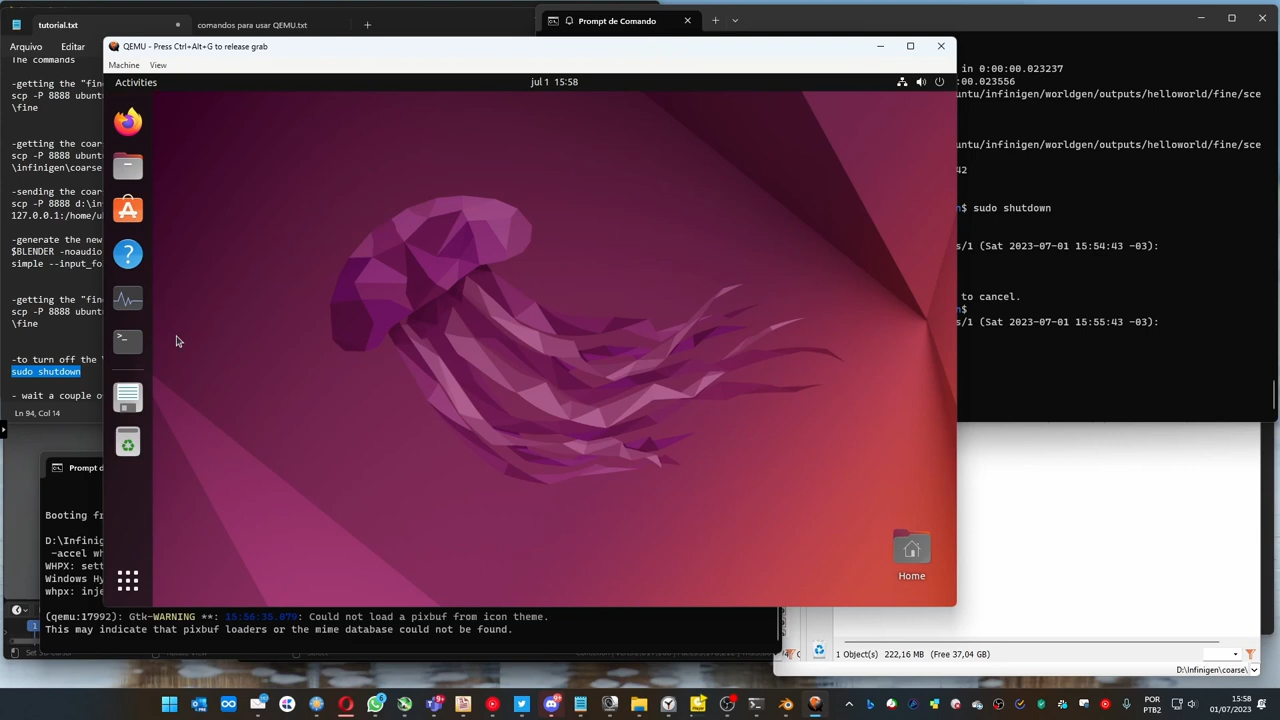 tutorial.txt
comandos para usar QEMU.txt
Prompt de Comando
Arquivo
Editar
QEMU - Press Ctrl+Alt+G to release grab
Machine
View
Activities
jul 1 15:58
The commands
-getting the "fin
scp -P 8888 ubunt
\fine
-getting the coar
scp -P 8888 ubunt
\infinigen\coarse
-sending the coar
scp -P 8888 d:\in
127.0.0.1:/home/ub
-generate the new
$BLENDER -noaudio
simple --input_fo
-getting the "fin
scp -P 8888 ubunt
\fine
-to turn off the V
sudo shutdown
- wait a couple o
Ln 94, Col 14
in 0:00:00.023237
:00.023556
untu/infinigen/worldgen/outputs/helloworld/fine/sce
untu/infinigen/worldgen/outputs/helloworld/fine/sce
42
n$ sudo shutdown
s/1 (Sat 2023-07-01 15:54:43 -03):
to cancel.
n$
s/1 (Sat 2023-07-01 15:55:43 -03):
Home
Prompt d
Booting fr
D:\Infinig
-accel wh
WHPX: sett
Windows Hy
whpx: inje
(qemu:17992): Gtk-WARNING **: 15:56:35.079: Could not load a pixbuf from icon theme.
This may indicate that pixbuf loaders or the mime database could not be found.
1 Object(s) 222,16 MB (Free 37,04 GB)
D:\Infinigen\coarse\
POR
PTB2
15:58
01/07/2023